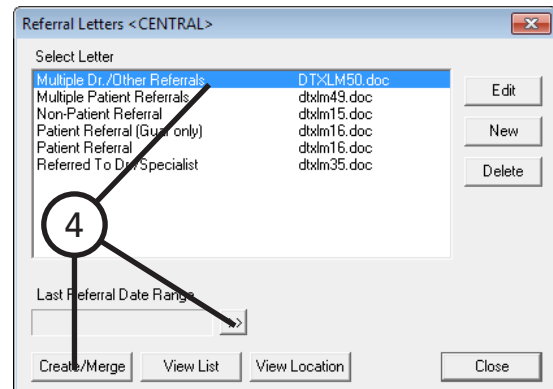 Referral Letters <CENTRAL>
Select Letter
Multiple Dr./Other Referrals DTXLM50.doc
Multiple Patient Referrals dtxlm49.doc
Non-Patient Referral dtxlm15.doc
Patient Referral (Guar only) dtxlm16.doc
Patient Referral dtxlm16.doc
Referred To Dr./Specialist dtxlm35.doc
Edit
New
Delete
4
Last Referral Date Range
>>
Create/Merge View List View Location Close